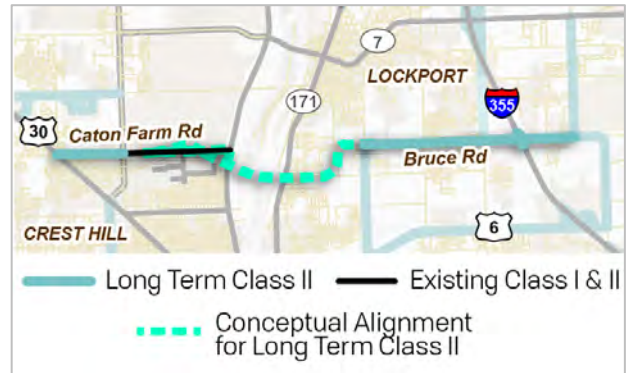 7
LOCKPORT
171
355
30
Caton Farm Rd
Bruce Rd
6
CREST HILL
Long Term Class II
Existing Class I & II
Conceptual Alignment
for Long Term Class II